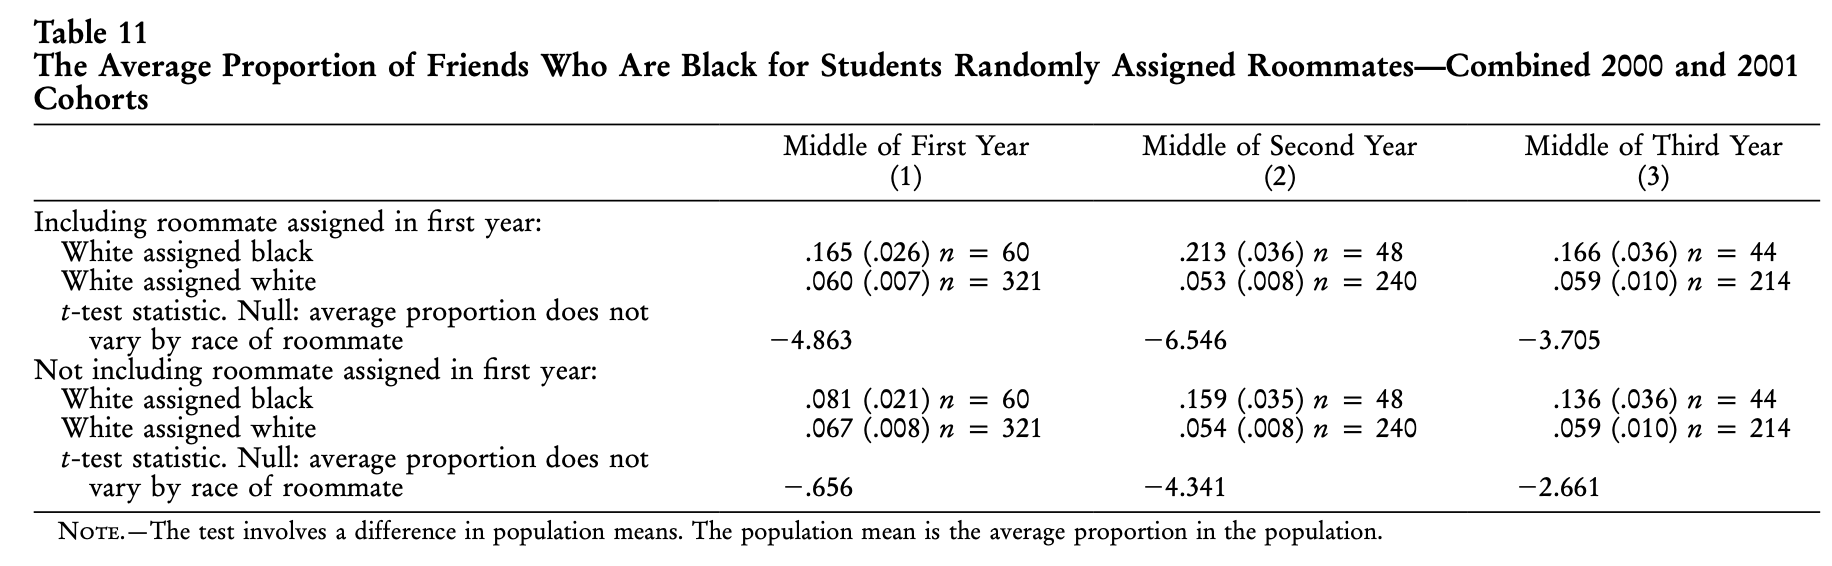 Table 11
The Average Proportion of Friends Who Are Black for Students Randomly Assigned Roommates—Combined 2000 and 2001
Cohorts
Middle of First Year Middle of Second Year Middle of Third Year
(1) (2) (3)
Including roommate assigned in first year:
White assigned black .165 (.026) n = 60 .213 (.036) n = 48 .166 (.036) n = 44
White assigned white .060 (.007) n = 321 .053 (.008) n = 240 .059 (.010) n = 214
t-test statistic. Null: average proportion does not
vary by race of roommate −4.863 −6.546 −3.705
Not including roommate assigned in first year:
White assigned black .081 (.021) n = 60 .159 (.035) n = 48 .136 (.036) n = 44
White assigned white .067 (.008) n = 321 .054 (.008) n = 240 .059 (.010) n = 214
t-test statistic. Null: average proportion does not
vary by race of roommate −.656 −4.341 −2.661
NOTE.—The test involves a difference in population means. The population mean is the average proportion in the population.